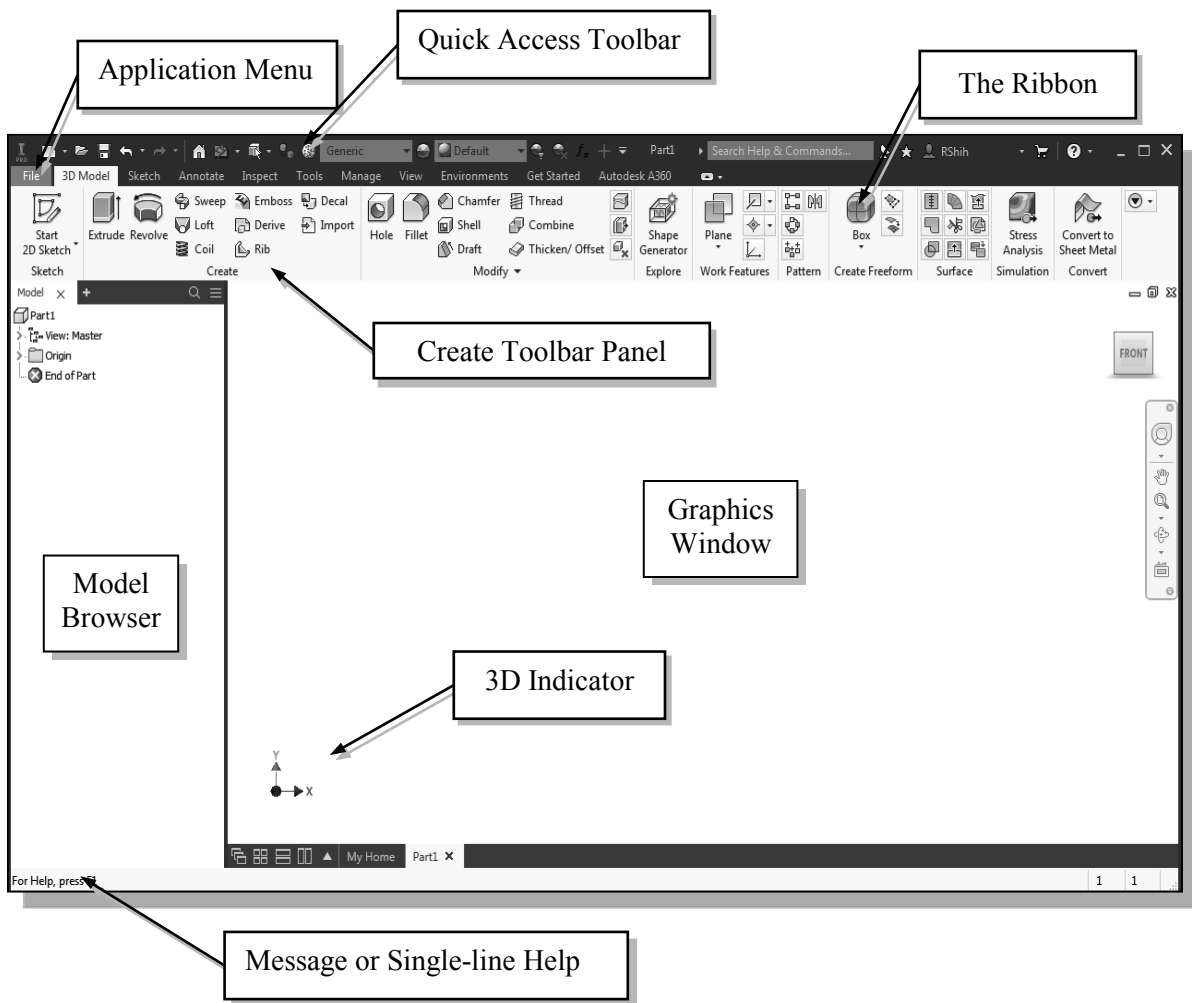 Quick Access Toolbar
Application Menu
The Ribbon
I PRO
Generic
Default
Part1
Search Help & Commands...
RShih
File 3D Model Sketch Annotate Inspect Tools Manage View Environments Get Started Autodesk A360
Sweep Emboss Decal Chamfer Thread
Loft Derive Import Shell Combine
Coil Rib Draft Thicken/ Offset
Start
2D Sketch
Extrude Revolve
Hole Fillet
Shape
Generator
Plane
Box
Stress
Analysis
Convert to
Sheet Metal
Sketch Create Modify Explore Work Features Pattern Create Freeform Surface Simulation Convert
Model
Part1
View: Master
Origin
End of Part
Create Toolbar Panel
FRONT
Graphics
Window
Model
Browser
3D Indicator
Y
X
My Home Part1
For Help, press F1
1 1
Message or Single-line Help